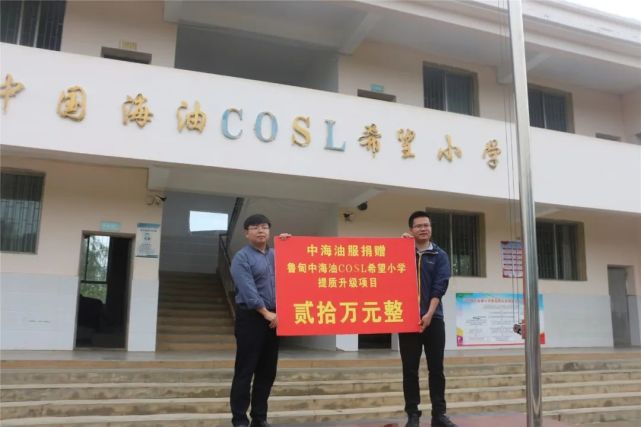 中国海油COSL希望小学
中海油服捐赠
鲁甸中海油COSL希望小学
提质升级项目
贰拾万元整